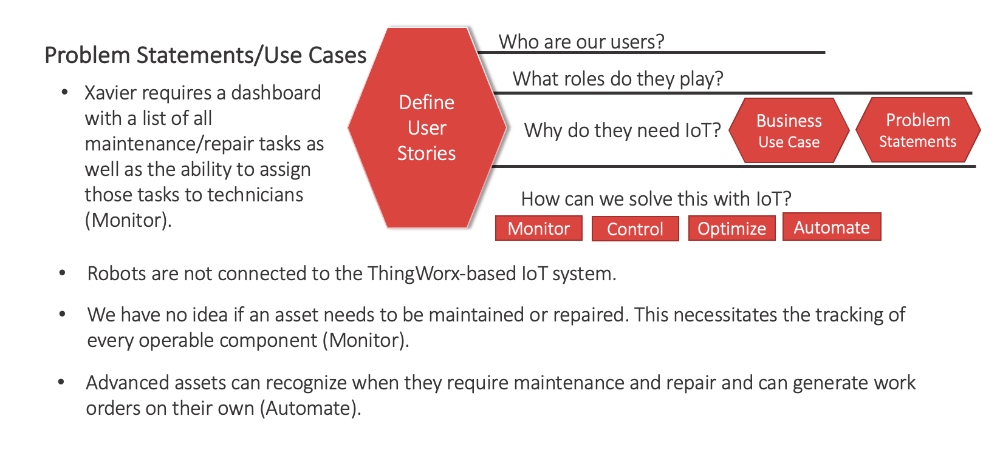 Problem Statements/Use Cases
• Xavier requires a dashboard
with a list of all
maintenance/repair tasks as
well as the ability to assign
those tasks to technicians
(Monitor).
Define
User
Stories
Who are our users?
What roles do they play?
Why do they need IoT?
Business
Use Case
Problem
Statements
How can we solve this with IoT?
Monitor
Control
Optimize
Automate
• Robots are not connected to the ThingWorx-based IoT system.
• We have no idea if an asset needs to be maintained or repaired. This necessitates the tracking of
every operable component (Monitor).
• Advanced assets can recognize when they require maintenance and repair and can generate work
orders on their own (Automate).